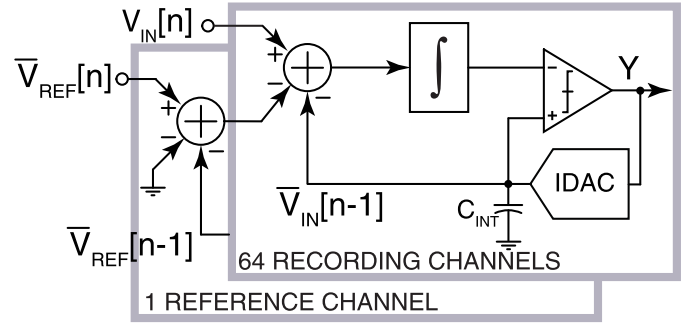 V_IN[n]
V̅_REF[n]
+
−
+
−
−
∫
−
+
Y
+
+
−
−
IDAC
V̅_IN[n-1]
C_INT
V̅_REF[n-1]
64 RECORDING CHANNELS
1 REFERENCE CHANNEL